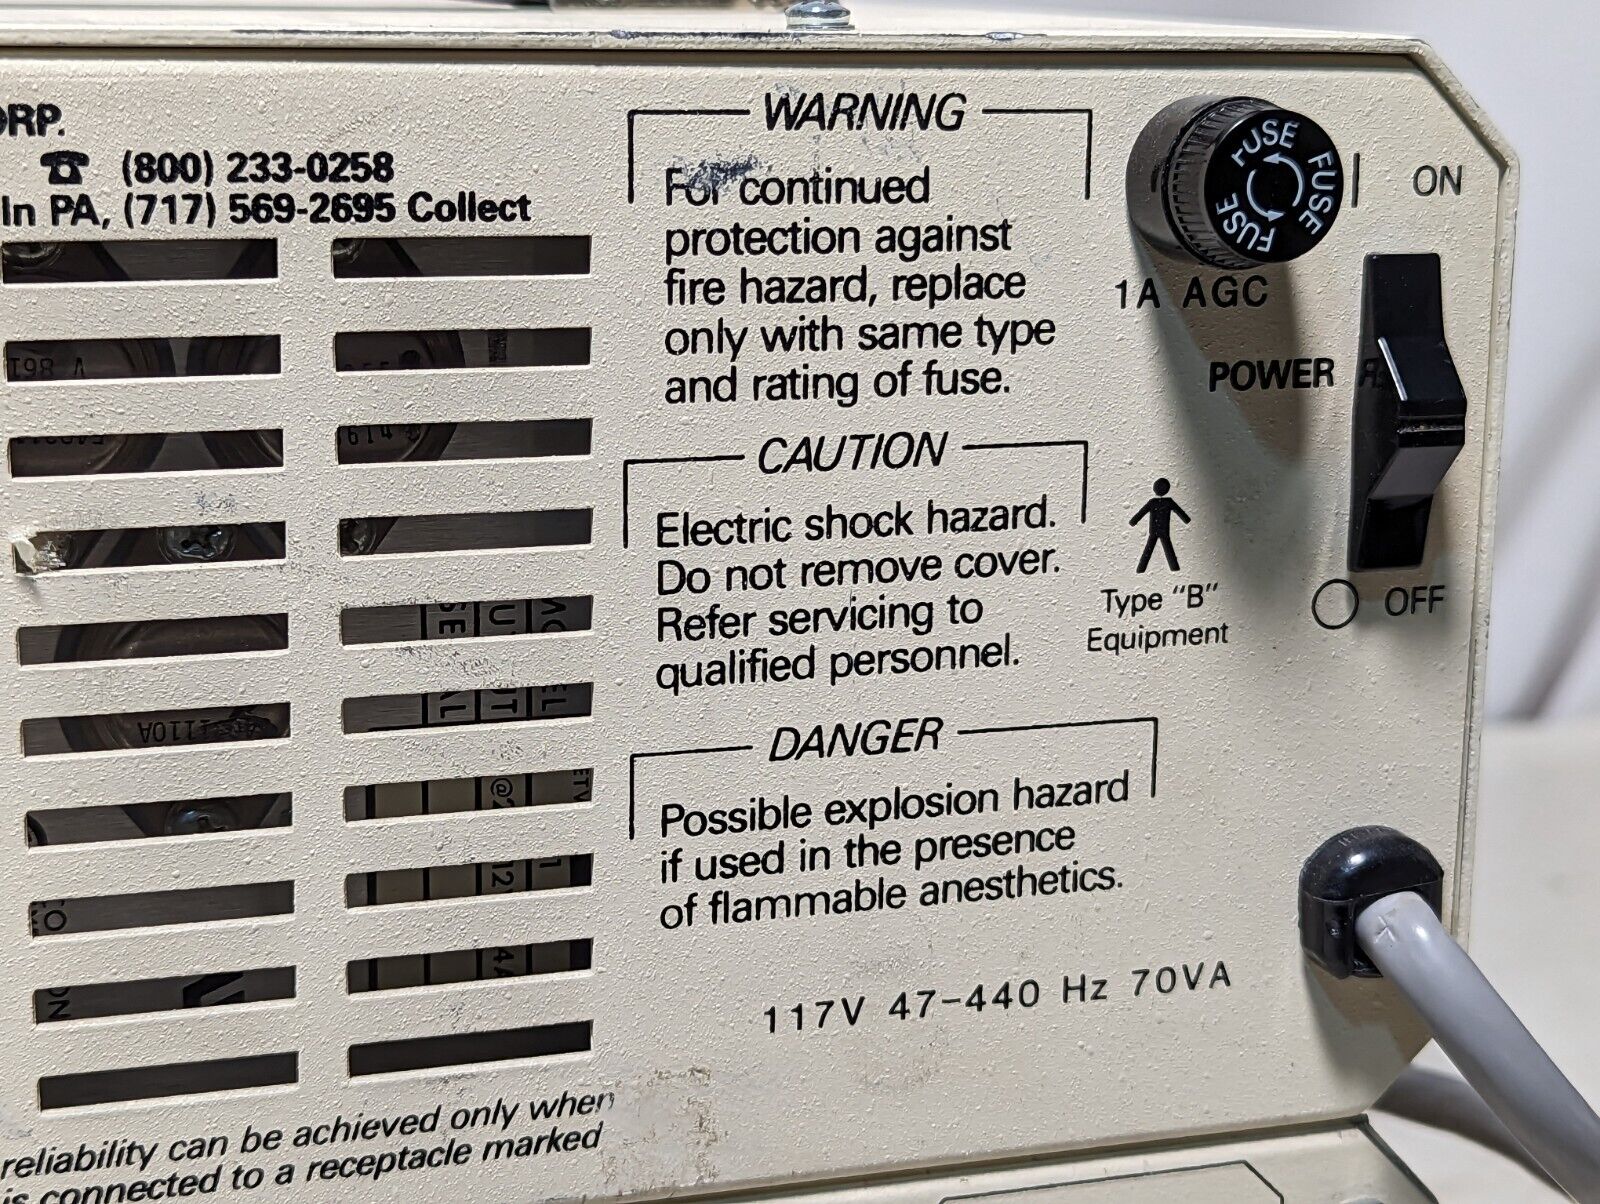 ORP.
☎ (800) 233-0258
In PA, (717) 569-2695 Collect
WARNING
For continued
protection against
fire hazard, replace
only with same type
and rating of fuse.
CAUTION
Electric shock hazard.
Do not remove cover.
Refer servicing to
qualified personnel.
DANGER
Possible explosion hazard
if used in the presence
of flammable anesthetics.
117V 47-440 Hz 70VA
FUSE FUSE FUSE
1A AGC
| ON
POWER
O OFF
Type "B"
Equipment
reliability can be achieved only when
is connected to a receptacle marked